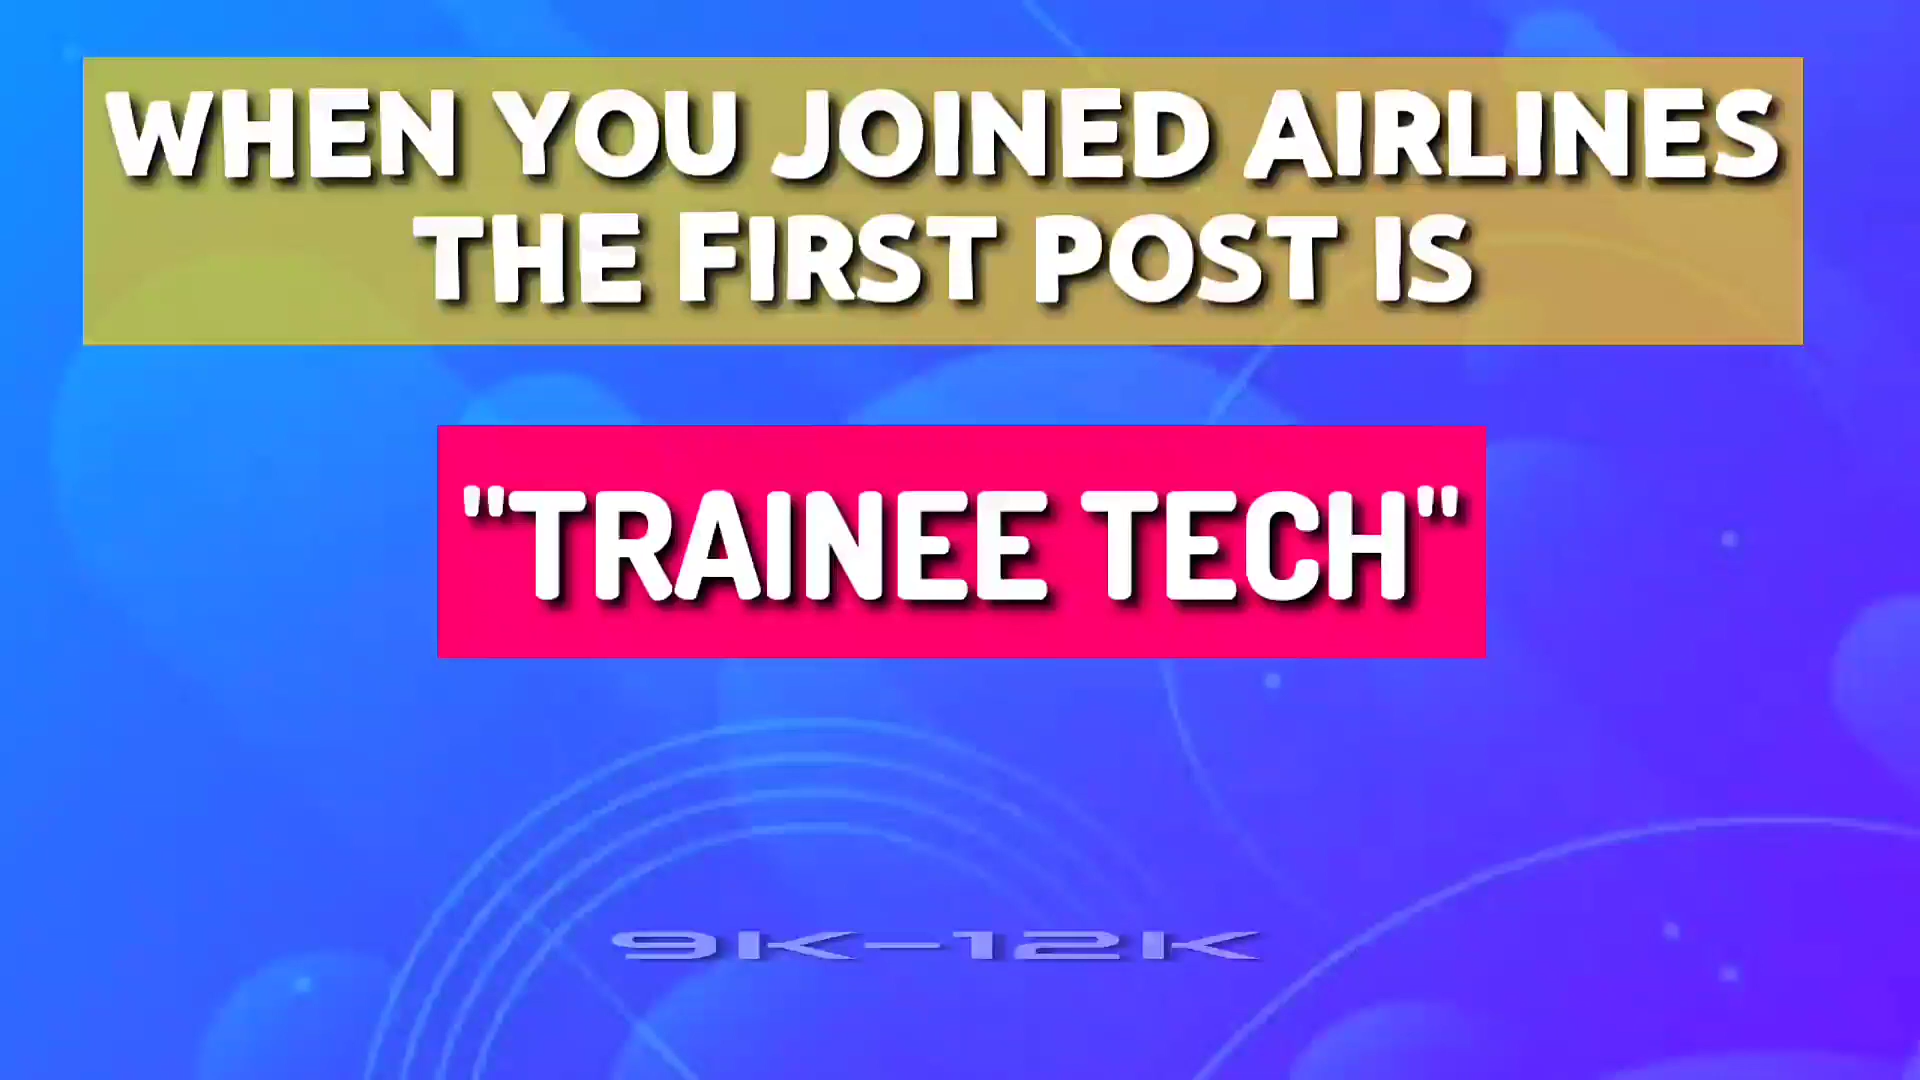 WHEN YOU JOINED AIRLINES
THE FIRST POST IS
"TRAINEE TECH"
9K-12K